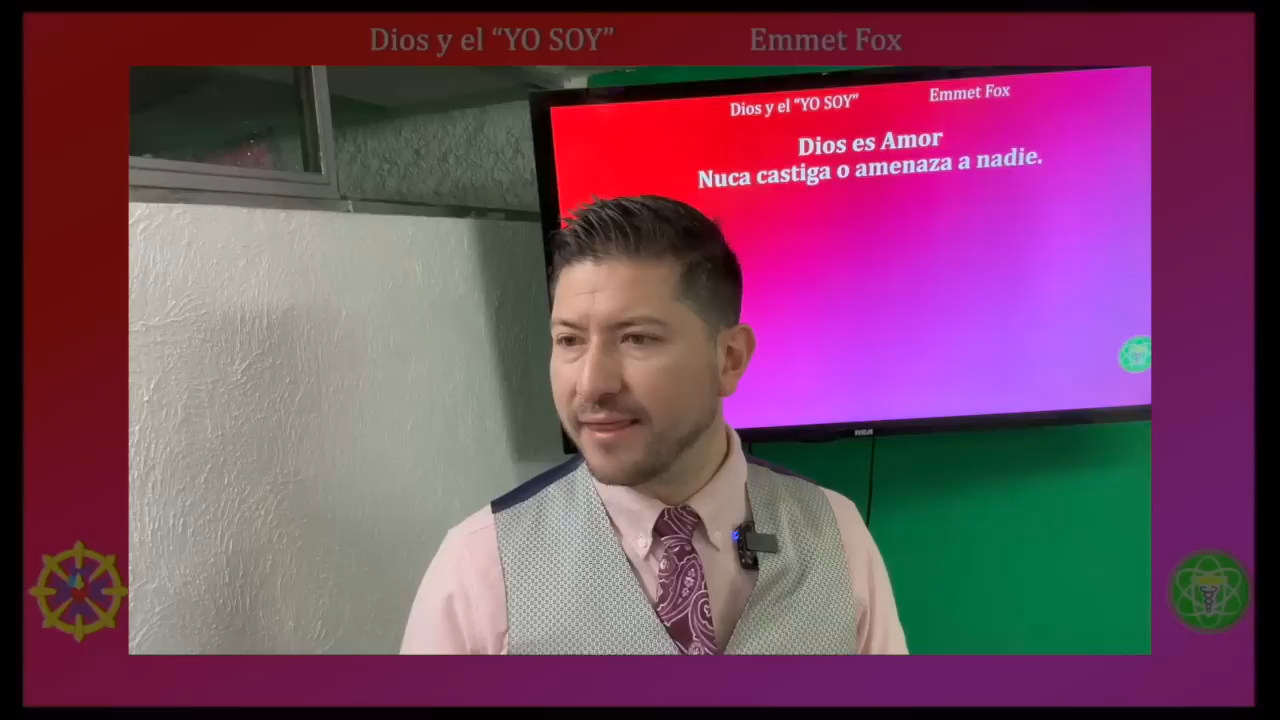 Dios y el “YO SOY” Emmet Fox
Dios y el “YO SOY” Emmet Fox
Dios es Amor
Nuca castiga o amenaza a nadie.
RCA